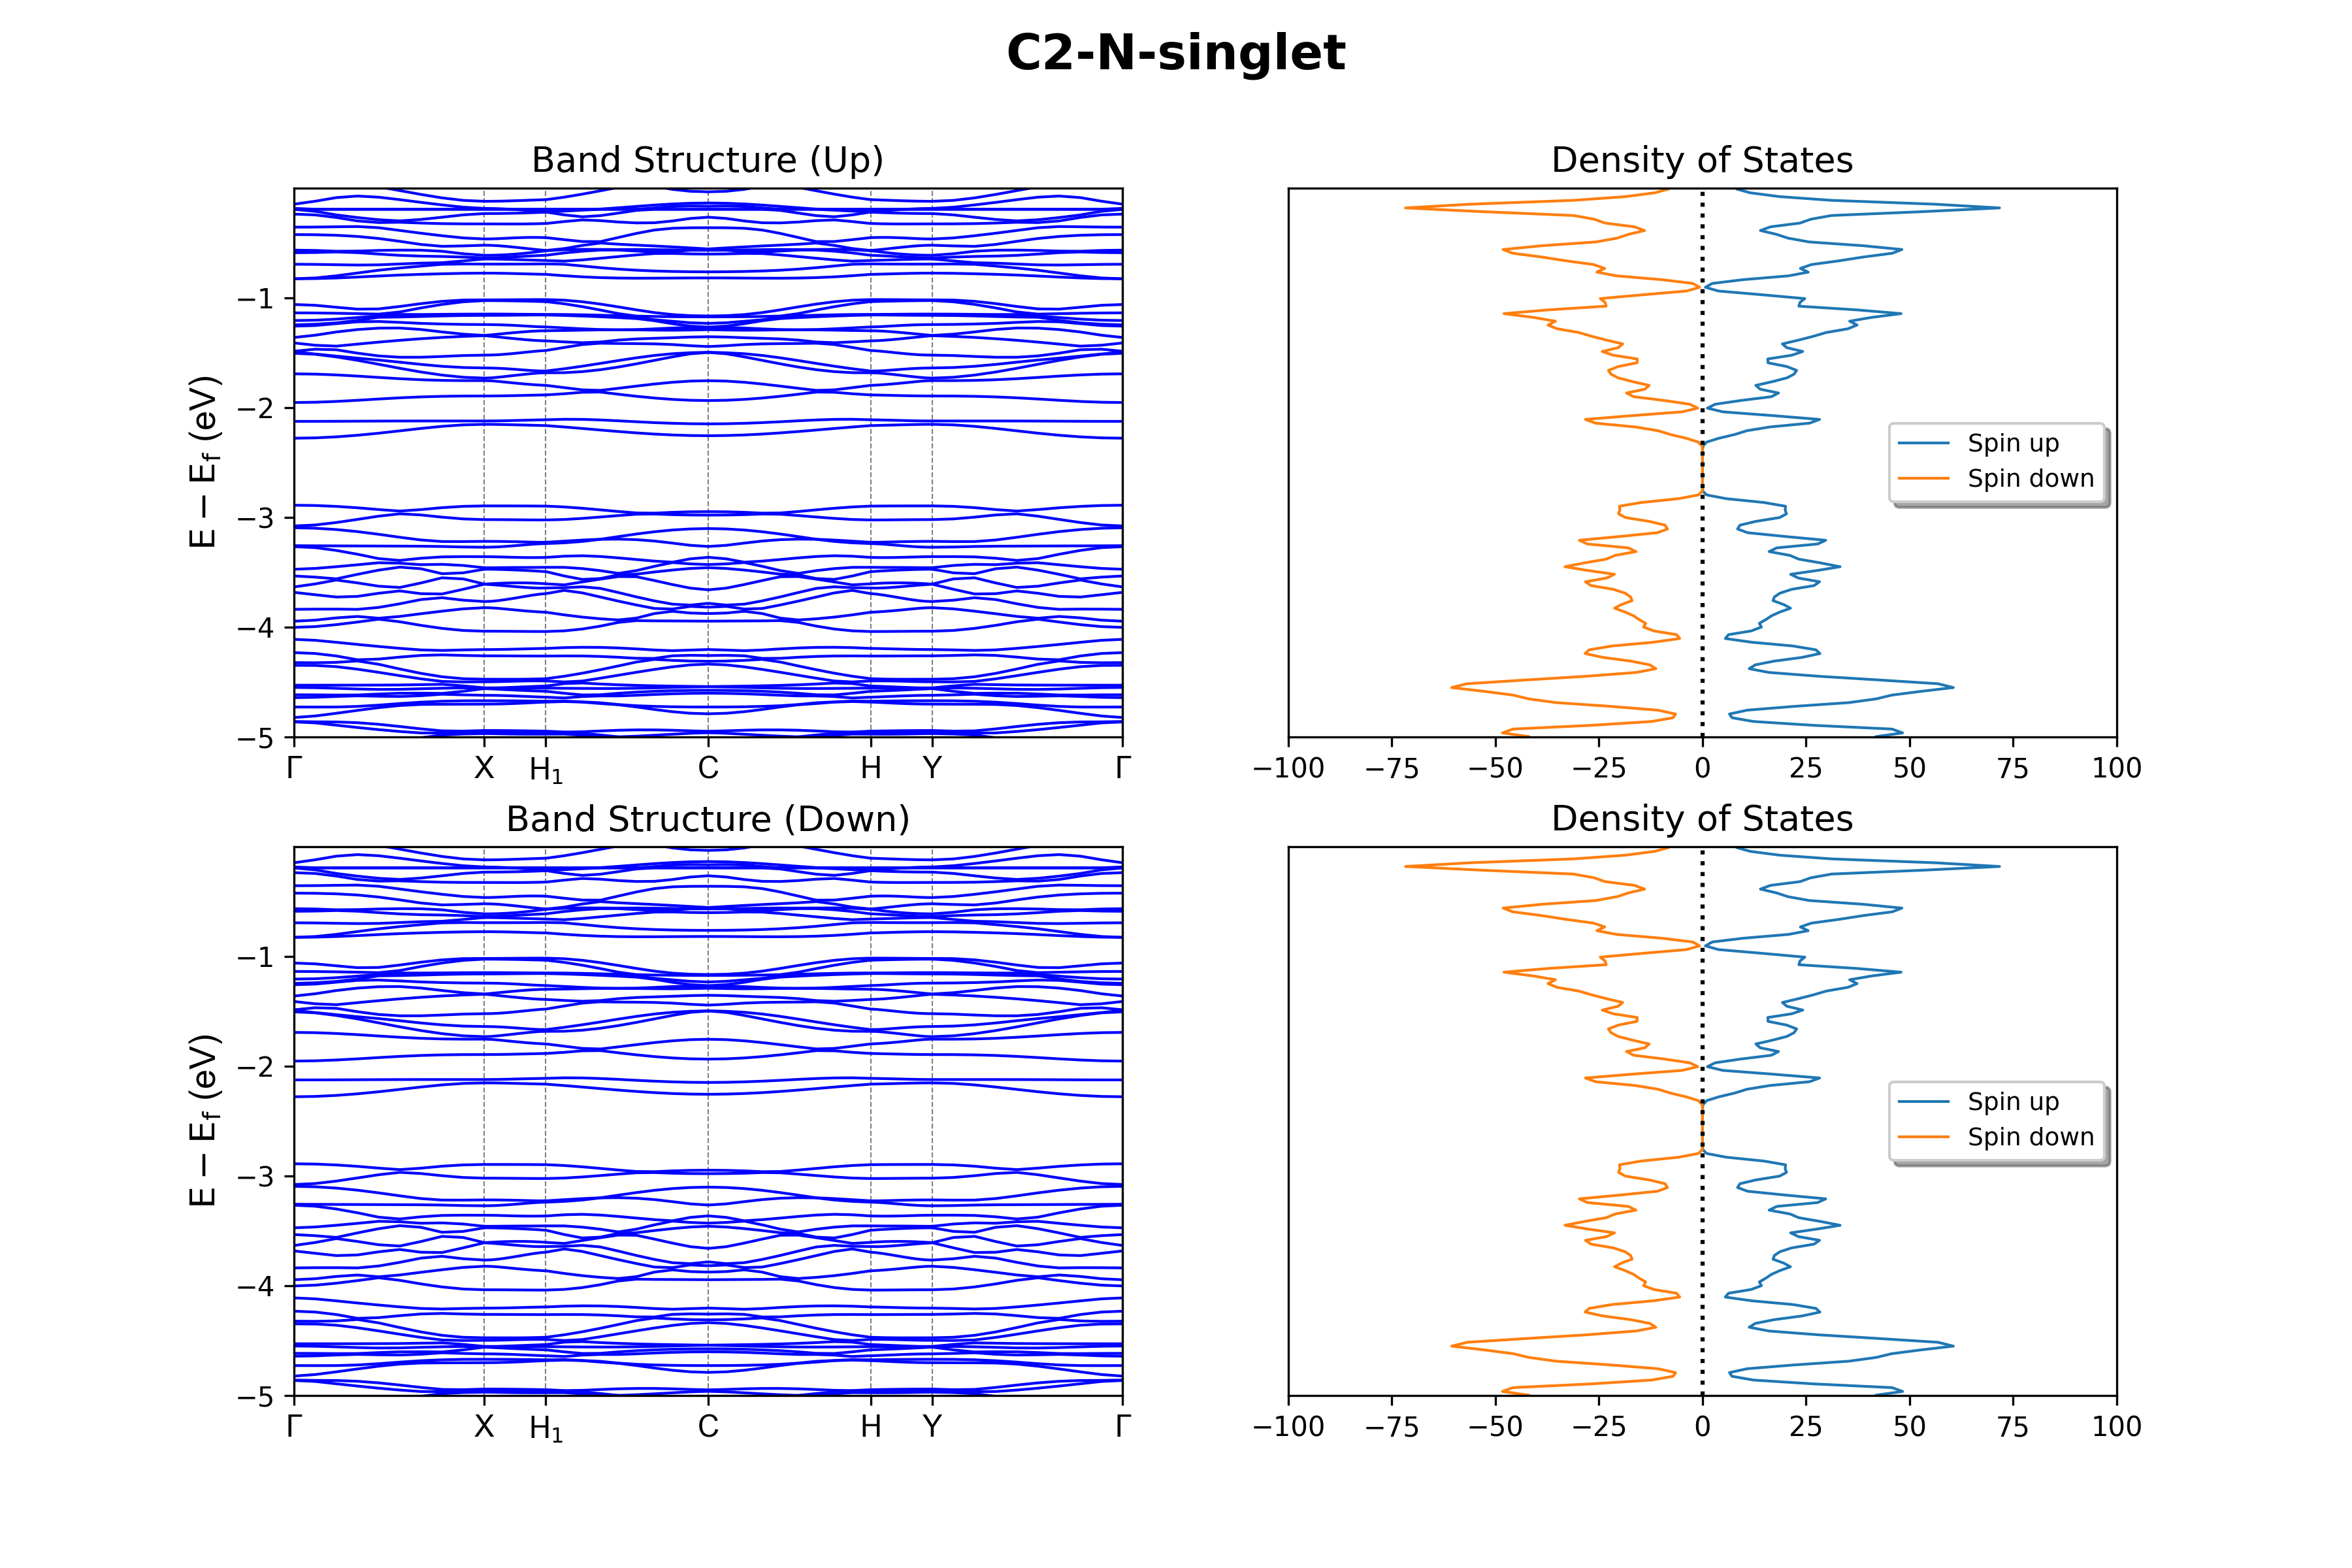 C2-N-singlet
Band Structure (Up)
Density of States
E − E_f (eV)
−1
−2
−3
−4
−5
Γ X H₁ C H Y Γ
Spin up
Spin down
−100 −75 −50 −25 0 25 50 75 100
Band Structure (Down)
Density of States
E − E_f (eV)
−1
−2
−3
−4
−5
Γ X H₁ C H Y Γ
Spin up
Spin down
−100 −75 −50 −25 0 25 50 75 100